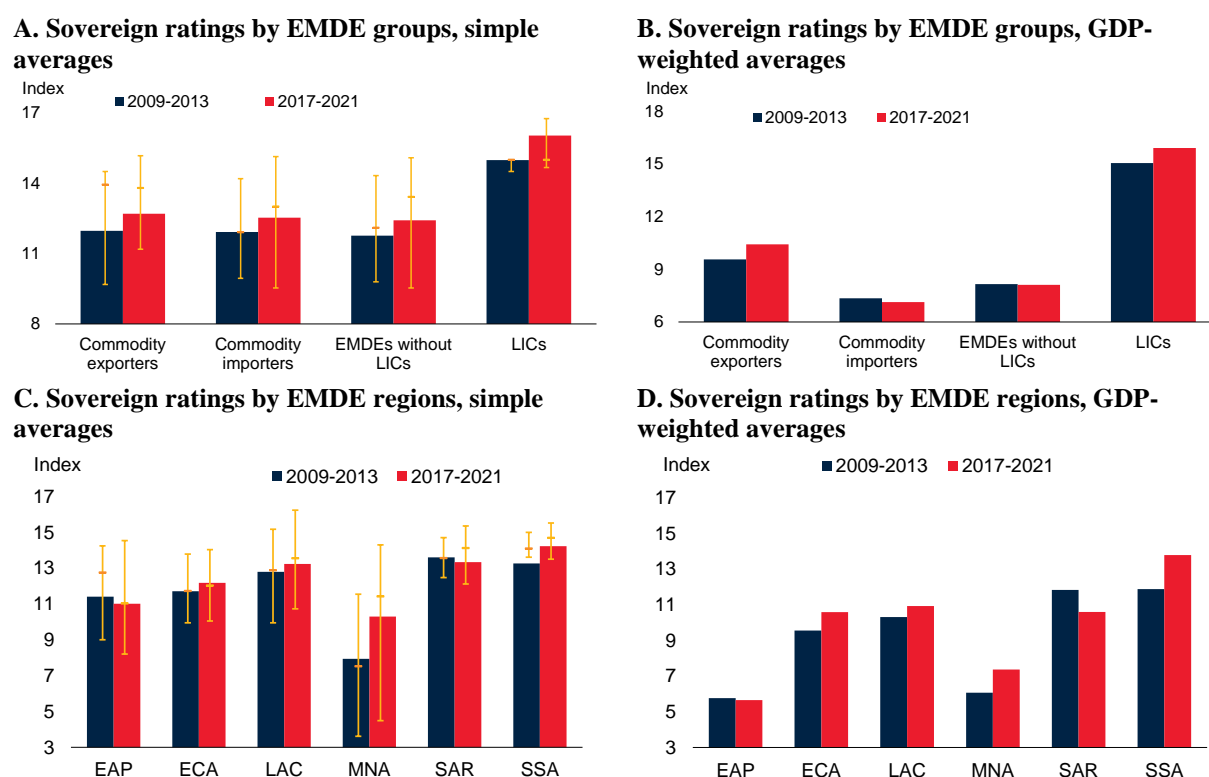 A. Sovereign ratings by EMDE groups, simple
averages
Index
2009-2013 2017-2021
17
14
11
8
Commodity
exporters
Commodity
importers
EMDEs without
LICs
LICs
B. Sovereign ratings by EMDE groups, GDP-
weighted averages
Index
2009-2013 2017-2021
18
15
12
9
6
Commodity
exporters
Commodity
importers
EMDEs without
LICs
LICs
C. Sovereign ratings by EMDE regions, simple
averages
Index
2009-2013 2017-2021
17
15
13
11
9
7
5
3
EAP ECA LAC MNA SAR SSA
D. Sovereign ratings by EMDE regions, GDP-
weighted averages
Index
2009-2013 2017-2021
17
15
13
11
9
7
5
3
EAP ECA LAC MNA SAR SSA